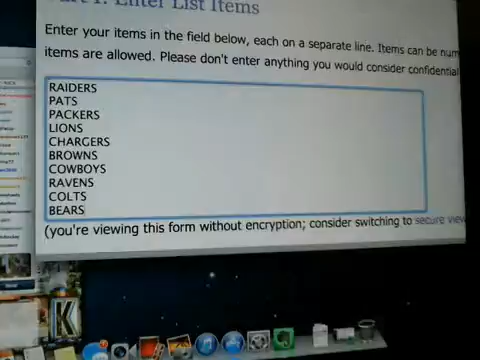 Part 1: Enter List Items
Enter your items in the field below, each on a separate line. Items can be num
items are allowed. Please don't enter anything you would consider confidential
RAIDERS
PATS
PACKERS
LIONS
CHARGERS
BROWNS
COWBOYS
RAVENS
COLTS
BEARS
(you're viewing this form without encryption; consider switching to secure view
K